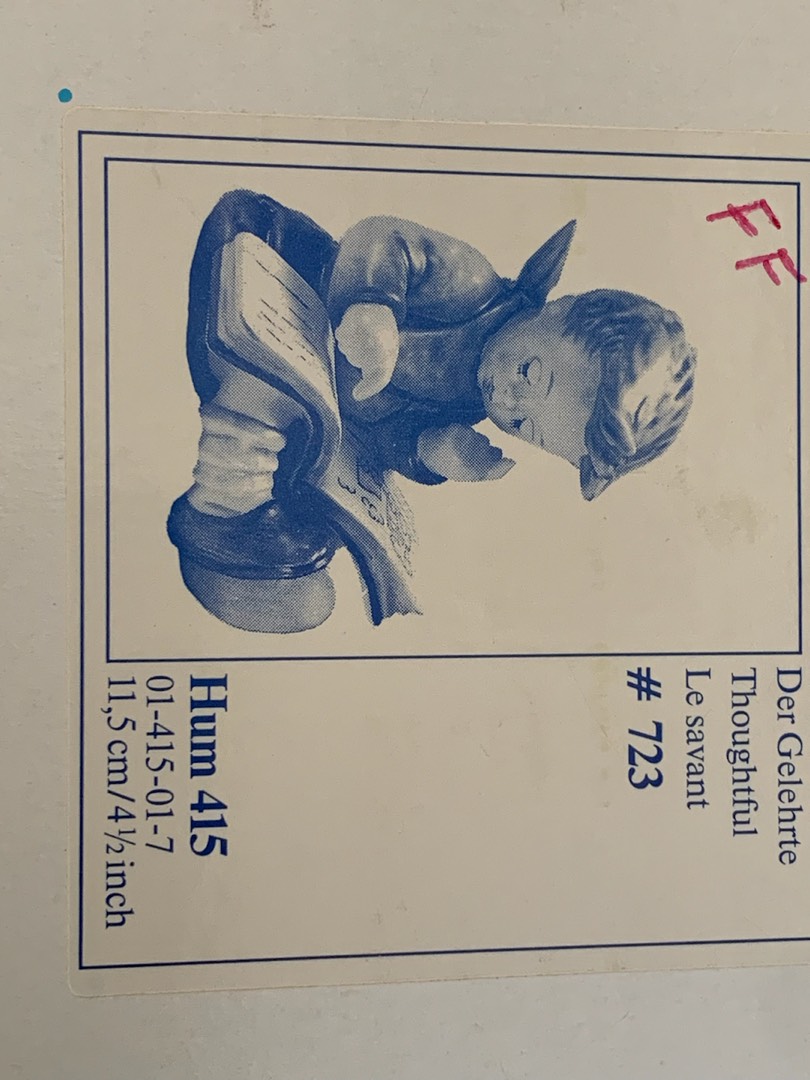 FF
Der Gelehrte
Thoughtful
Le savant
# 723
Hum 415
01-415-01-7
11,5 cm/4½ inch